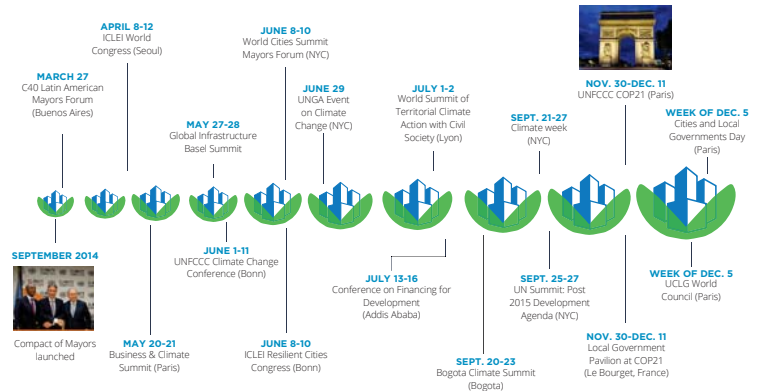 MARCH 27
C40 Latin American
Mayors Forum
(Buenos Aires)
APRIL 8-12
ICLEI World
Congress (Seoul)
MAY 27-28
Global Infrastructure
Basel Summit
JUNE 8-10
World Cities Summit
Mayors Forum (NYC)
JUNE 29
UNGA Event
on Climate
Change (NYC)
JULY 1-2
World Summit of
Territorial Climate
Action with Civil
Society (Lyon)
SEPT. 21-27
Climate week
(NYC)
NOV. 30-DEC. 11
UNFCCC COP21 (Paris)
WEEK OF DEC. 5
Cities and Local
Governments Day
(Paris)
SEPTEMBER 2014
Compact of Mayors
launched
MAY 20-21
Business & Climate
Summit (Paris)
JUNE 1-11
UNFCCC Climate Change
Conference (Bonn)
JUNE 8-10
ICLEI Resilient Cities
Congress (Bonn)
JULY 13-16
Conference on Financing for
Development
(Addis Ababa)
SEPT. 20-23
Bogota Climate Summit
(Bogota)
SEPT. 25-27
UN Summit: Post
2015 Development
Agenda (NYC)
NOV. 30-DEC. 11
Local Government
Pavilion at COP21
(Le Bourget, France)
WEEK OF DEC. 5
UCLG World
Council (Paris)